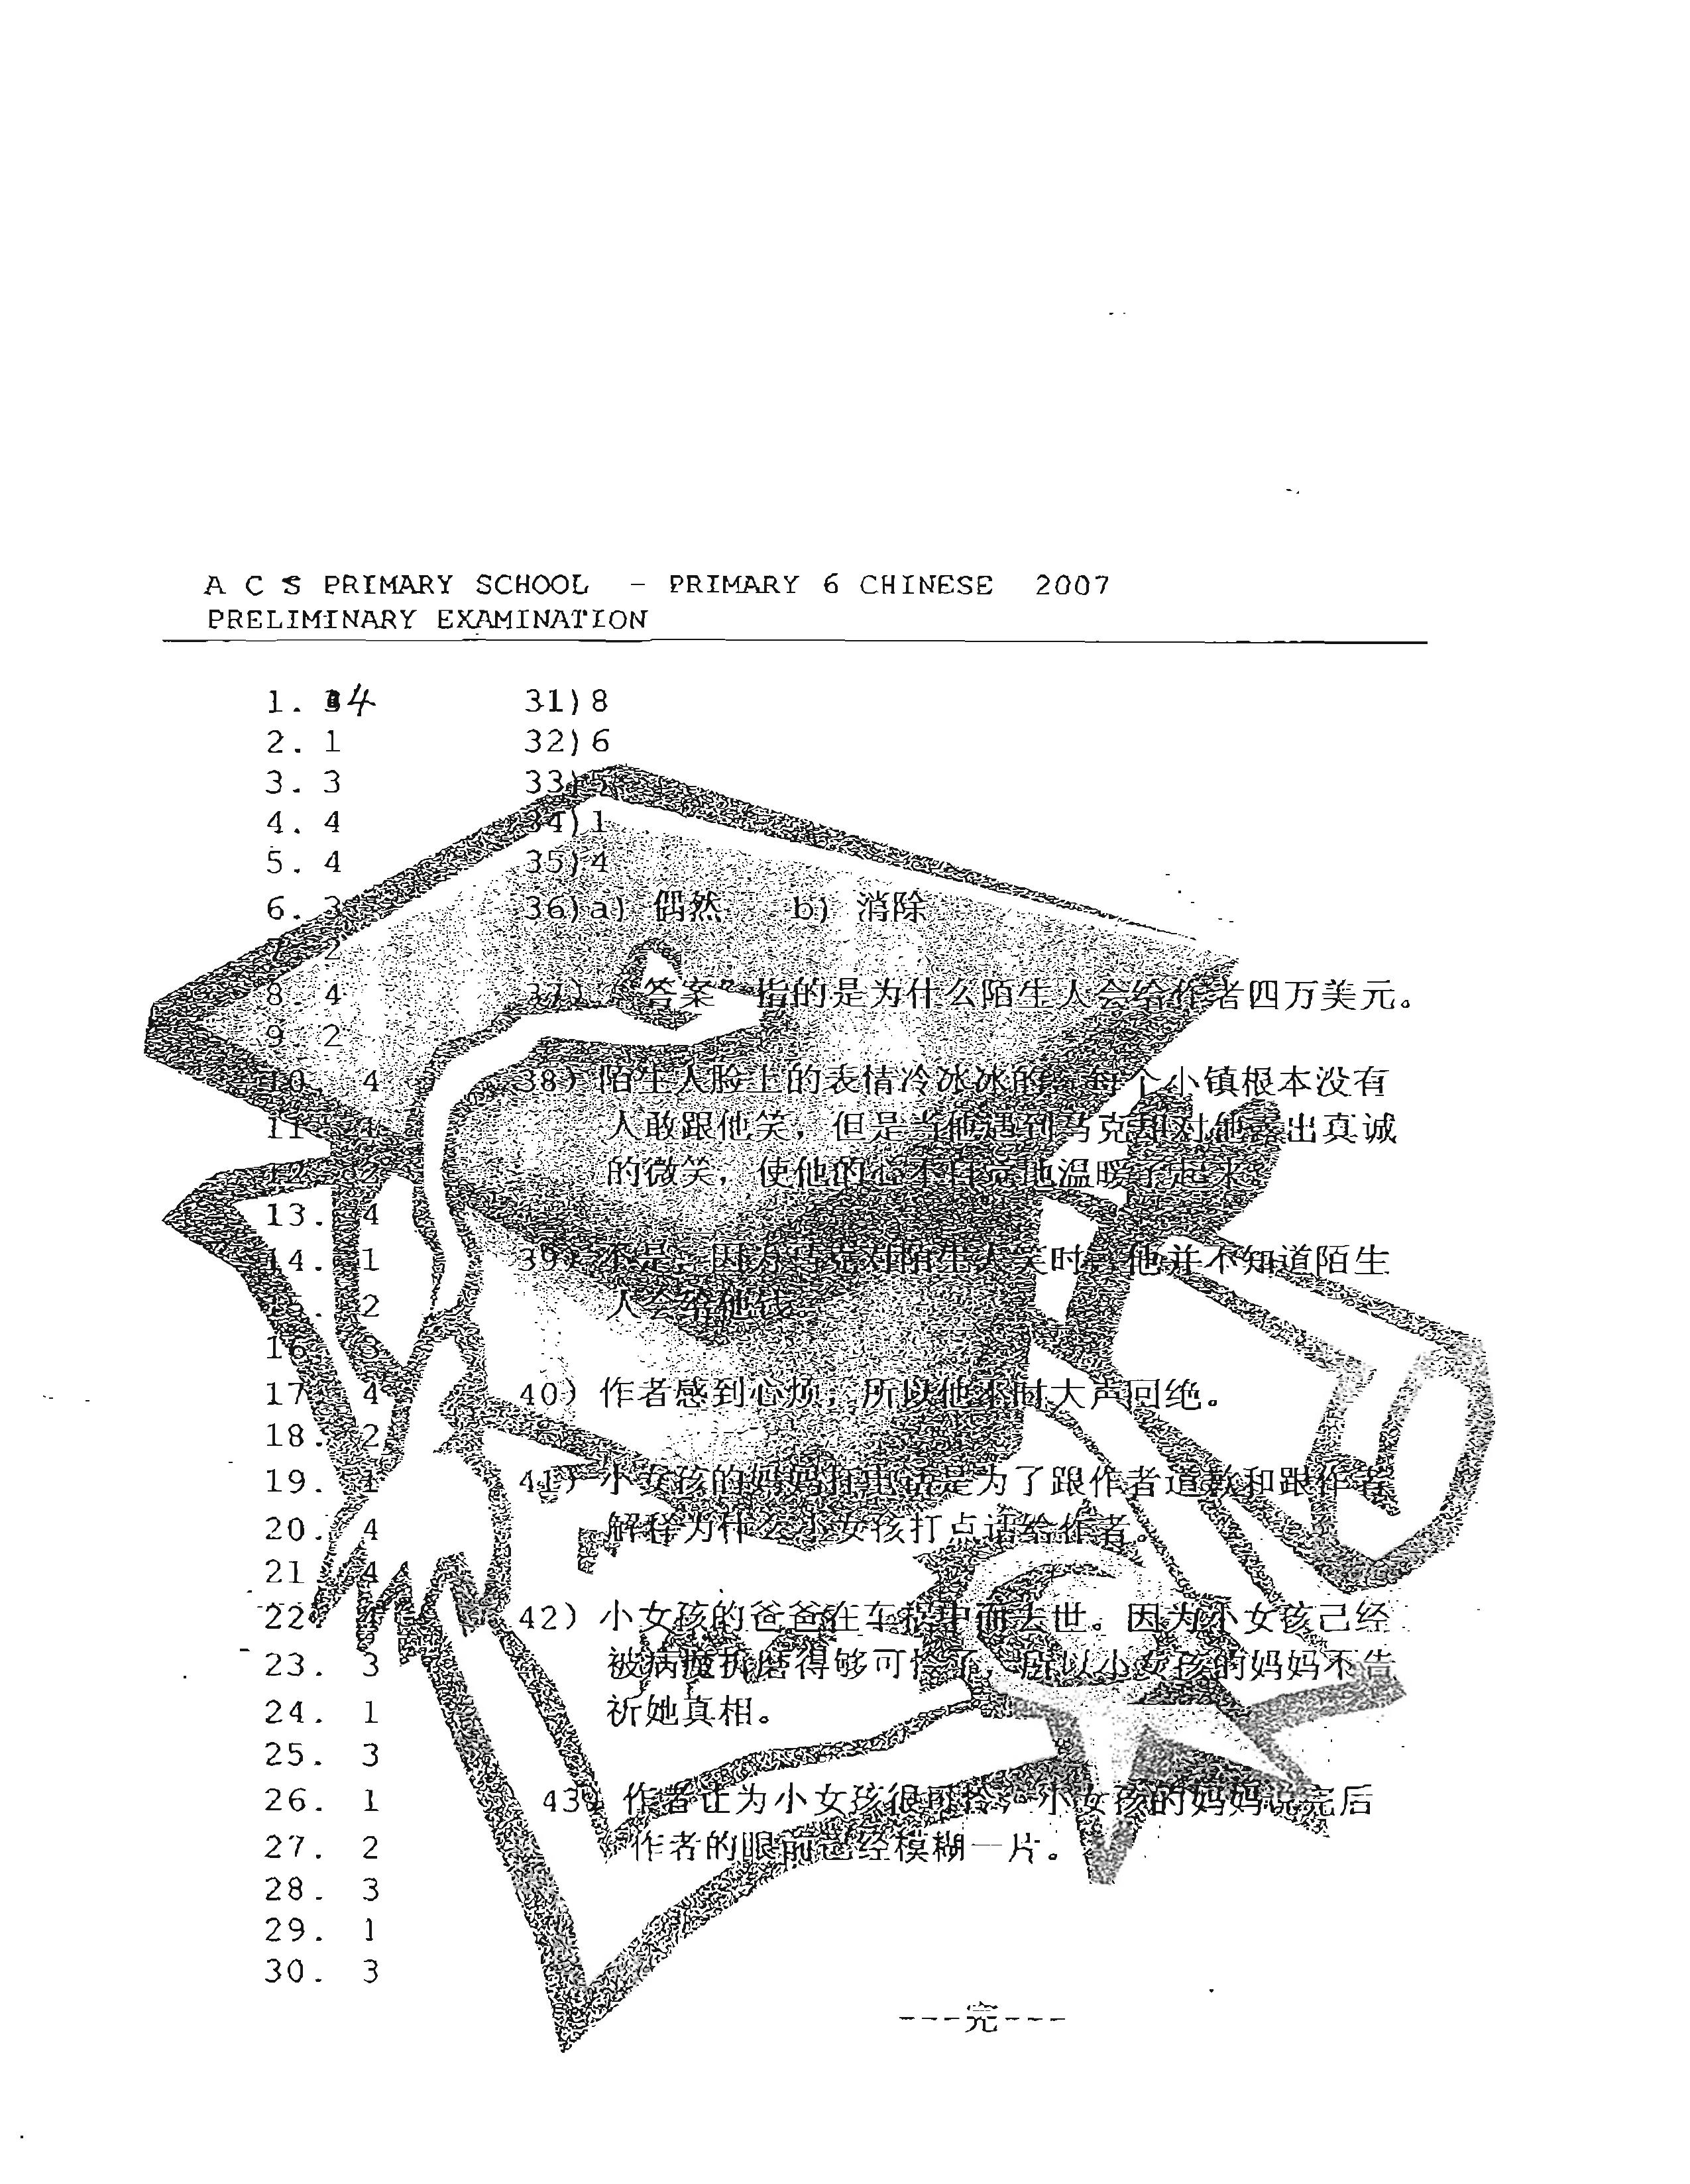 A C S PRIMARY SCHOOL - PRIMARY 6 CHINESE 2007
PRELIMINARY EXAMINATION
1. 4
2. 1
3. 3
4. 4
5. 4
6. 3
7. 2
8. 4
9. 2
10. 4
11.
12. 2
13. 4
14. 1
15. 2
16. 3
17. 4
18. 2
19. 1
20. 4
21. 4
22. 4
23. 3
24. 1
25. 3
26. 1
27. 2
28. 3
29. 1
30. 3
31) 8
32) 6
33) 5
34) 1
35) 4
36) a) 偶然 b) 消除
37) “答案”指的是为什么陌生人会给作者四万美元。
38) 陌生人脸上的表情冷冰冰的，每个小镇根本没有
人敢跟他笑，但是当他遇到马克却对他露出真诚
的微笑，使他的心不自觉地温暖了起来。
39) 不是，因为马克对陌生人笑时，他并不知道陌生
人会给他钱。
40) 作者感到心烦，所以他不时大声回绝。
41) 小女孩的妈妈打电话是为了跟作者道歉和跟作者
解释为什么小女孩打点话给作者。
42) 小女孩的爸爸在车祸中而去世。因为小女孩己经
被病魔折磨得够可怜了，所以小女孩的妈妈不告
祈她真相。
43) 作者让为小女孩很可怜，小女孩的妈妈说完后
作者的眼前已经模糊一片。
---完---